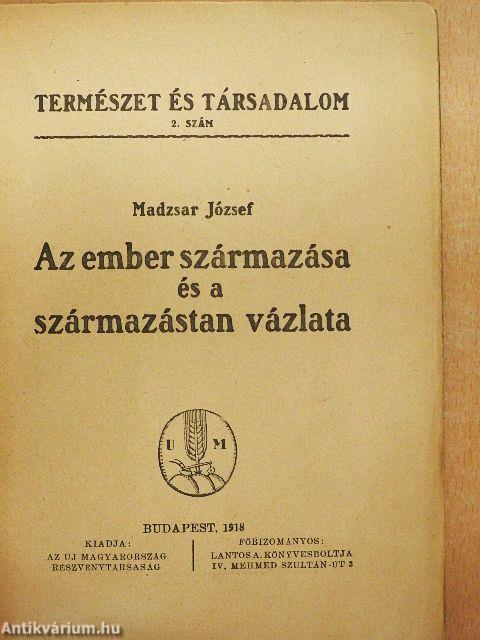 TERMÉSZET ÉS TÁRSADALOM
2. SZÁM
Madzsar József
Az ember származása
és a
származástan vázlata
U M
BUDAPEST, 1918
KIADJA:
AZ UJ MAGYARORSZÁG
RÉSZVÉNYTÁRSASÁG
FŐBIZOMÁNYOS:
LANTOS A. KÖNYVESBOLTJA
IV. MEHMED SZULTÁN-UT 3
Antikvárium.hu